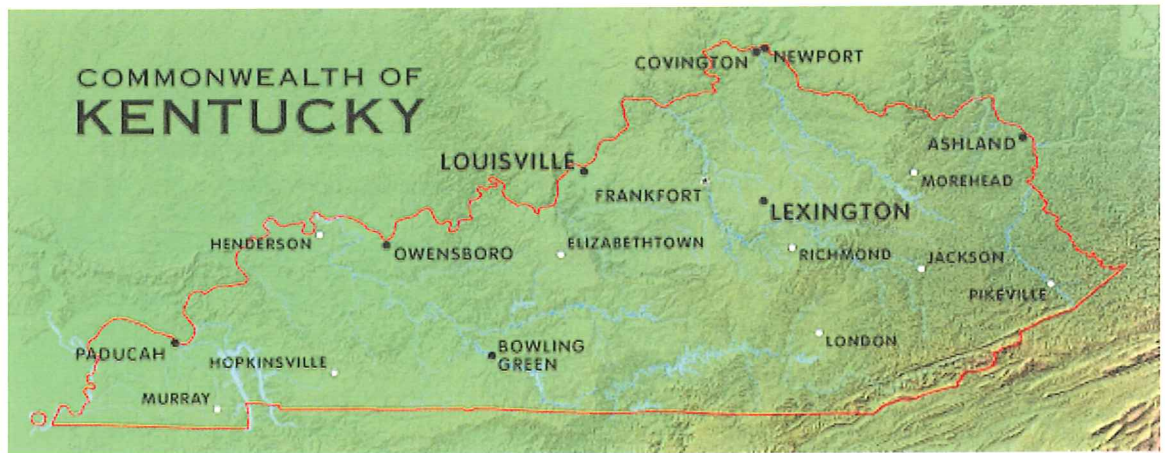 COMMONWEALTH OF
KENTUCKY
COVINGTON
NEWPORT
ASHLAND
LOUISVILLE
MOREHEAD
FRANKFORT
LEXINGTON
HENDERSON
OWENSBORO
ELIZABETHTOWN
RICHMOND
JACKSON
PIKEVILLE
PADUCAH
HOPKINSVILLE
BOWLING
GREEN
LONDON
MURRAY